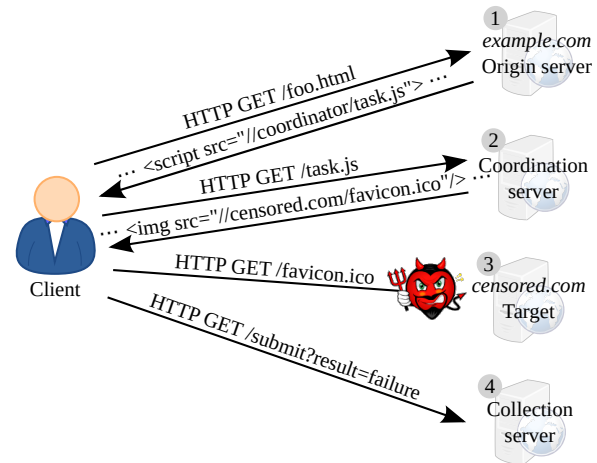 1
example.com
Origin server
HTTP GET /foo.html
... <script src="//coordinator/task.js"> ...
2
Coordination
server
HTTP GET /task.js
... <img src="//censored.com/favicon.ico"/> ...
Client
HTTP GET /favicon.ico
3
censored.com
Target
HTTP GET /submit?result=failure
4
Collection
server